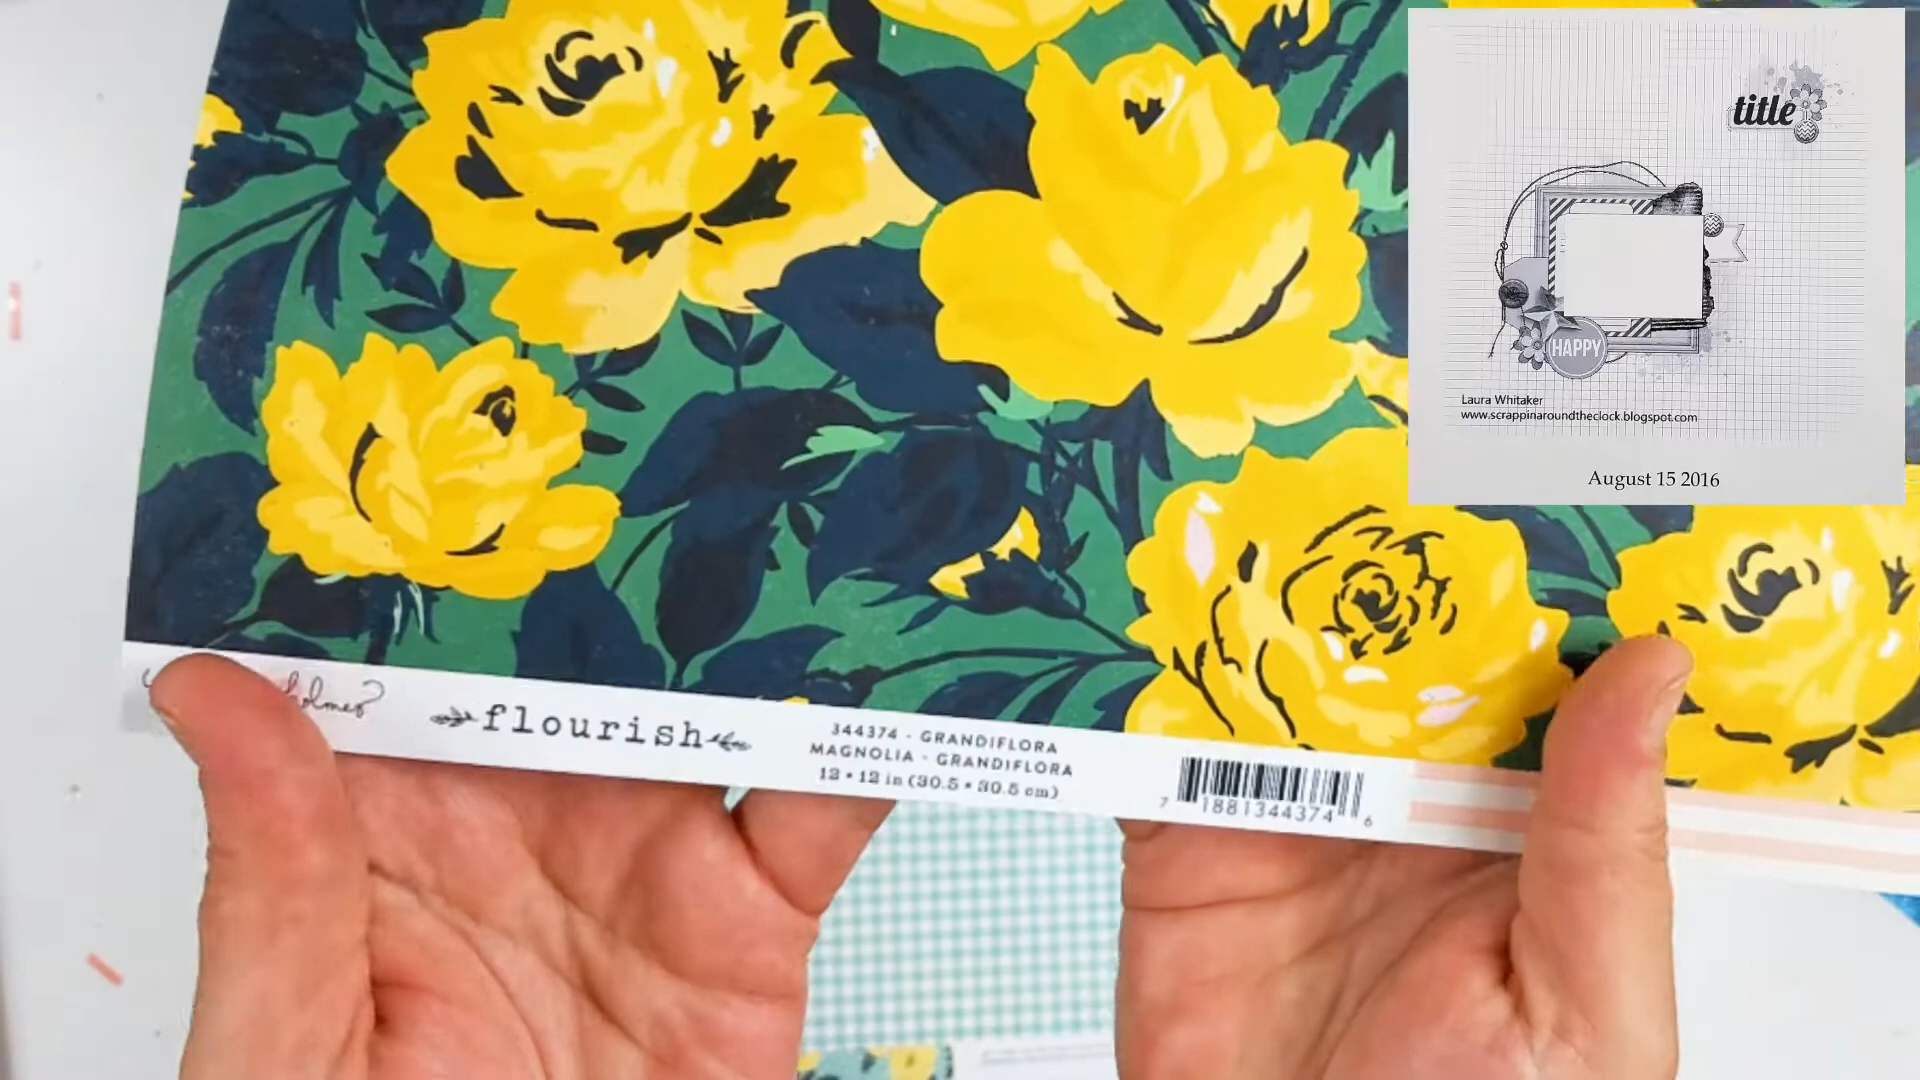 title
HAPPY
Laura Whitaker
www.scrappinaroundtheclock.blogspot.com
August 15 2016
flourish
344374 - GRANDIFLORA
MAGNOLIA - GRANDIFLORA
12 * 12 in (30.5 * 30.5 cm)
7 18813 44374 6